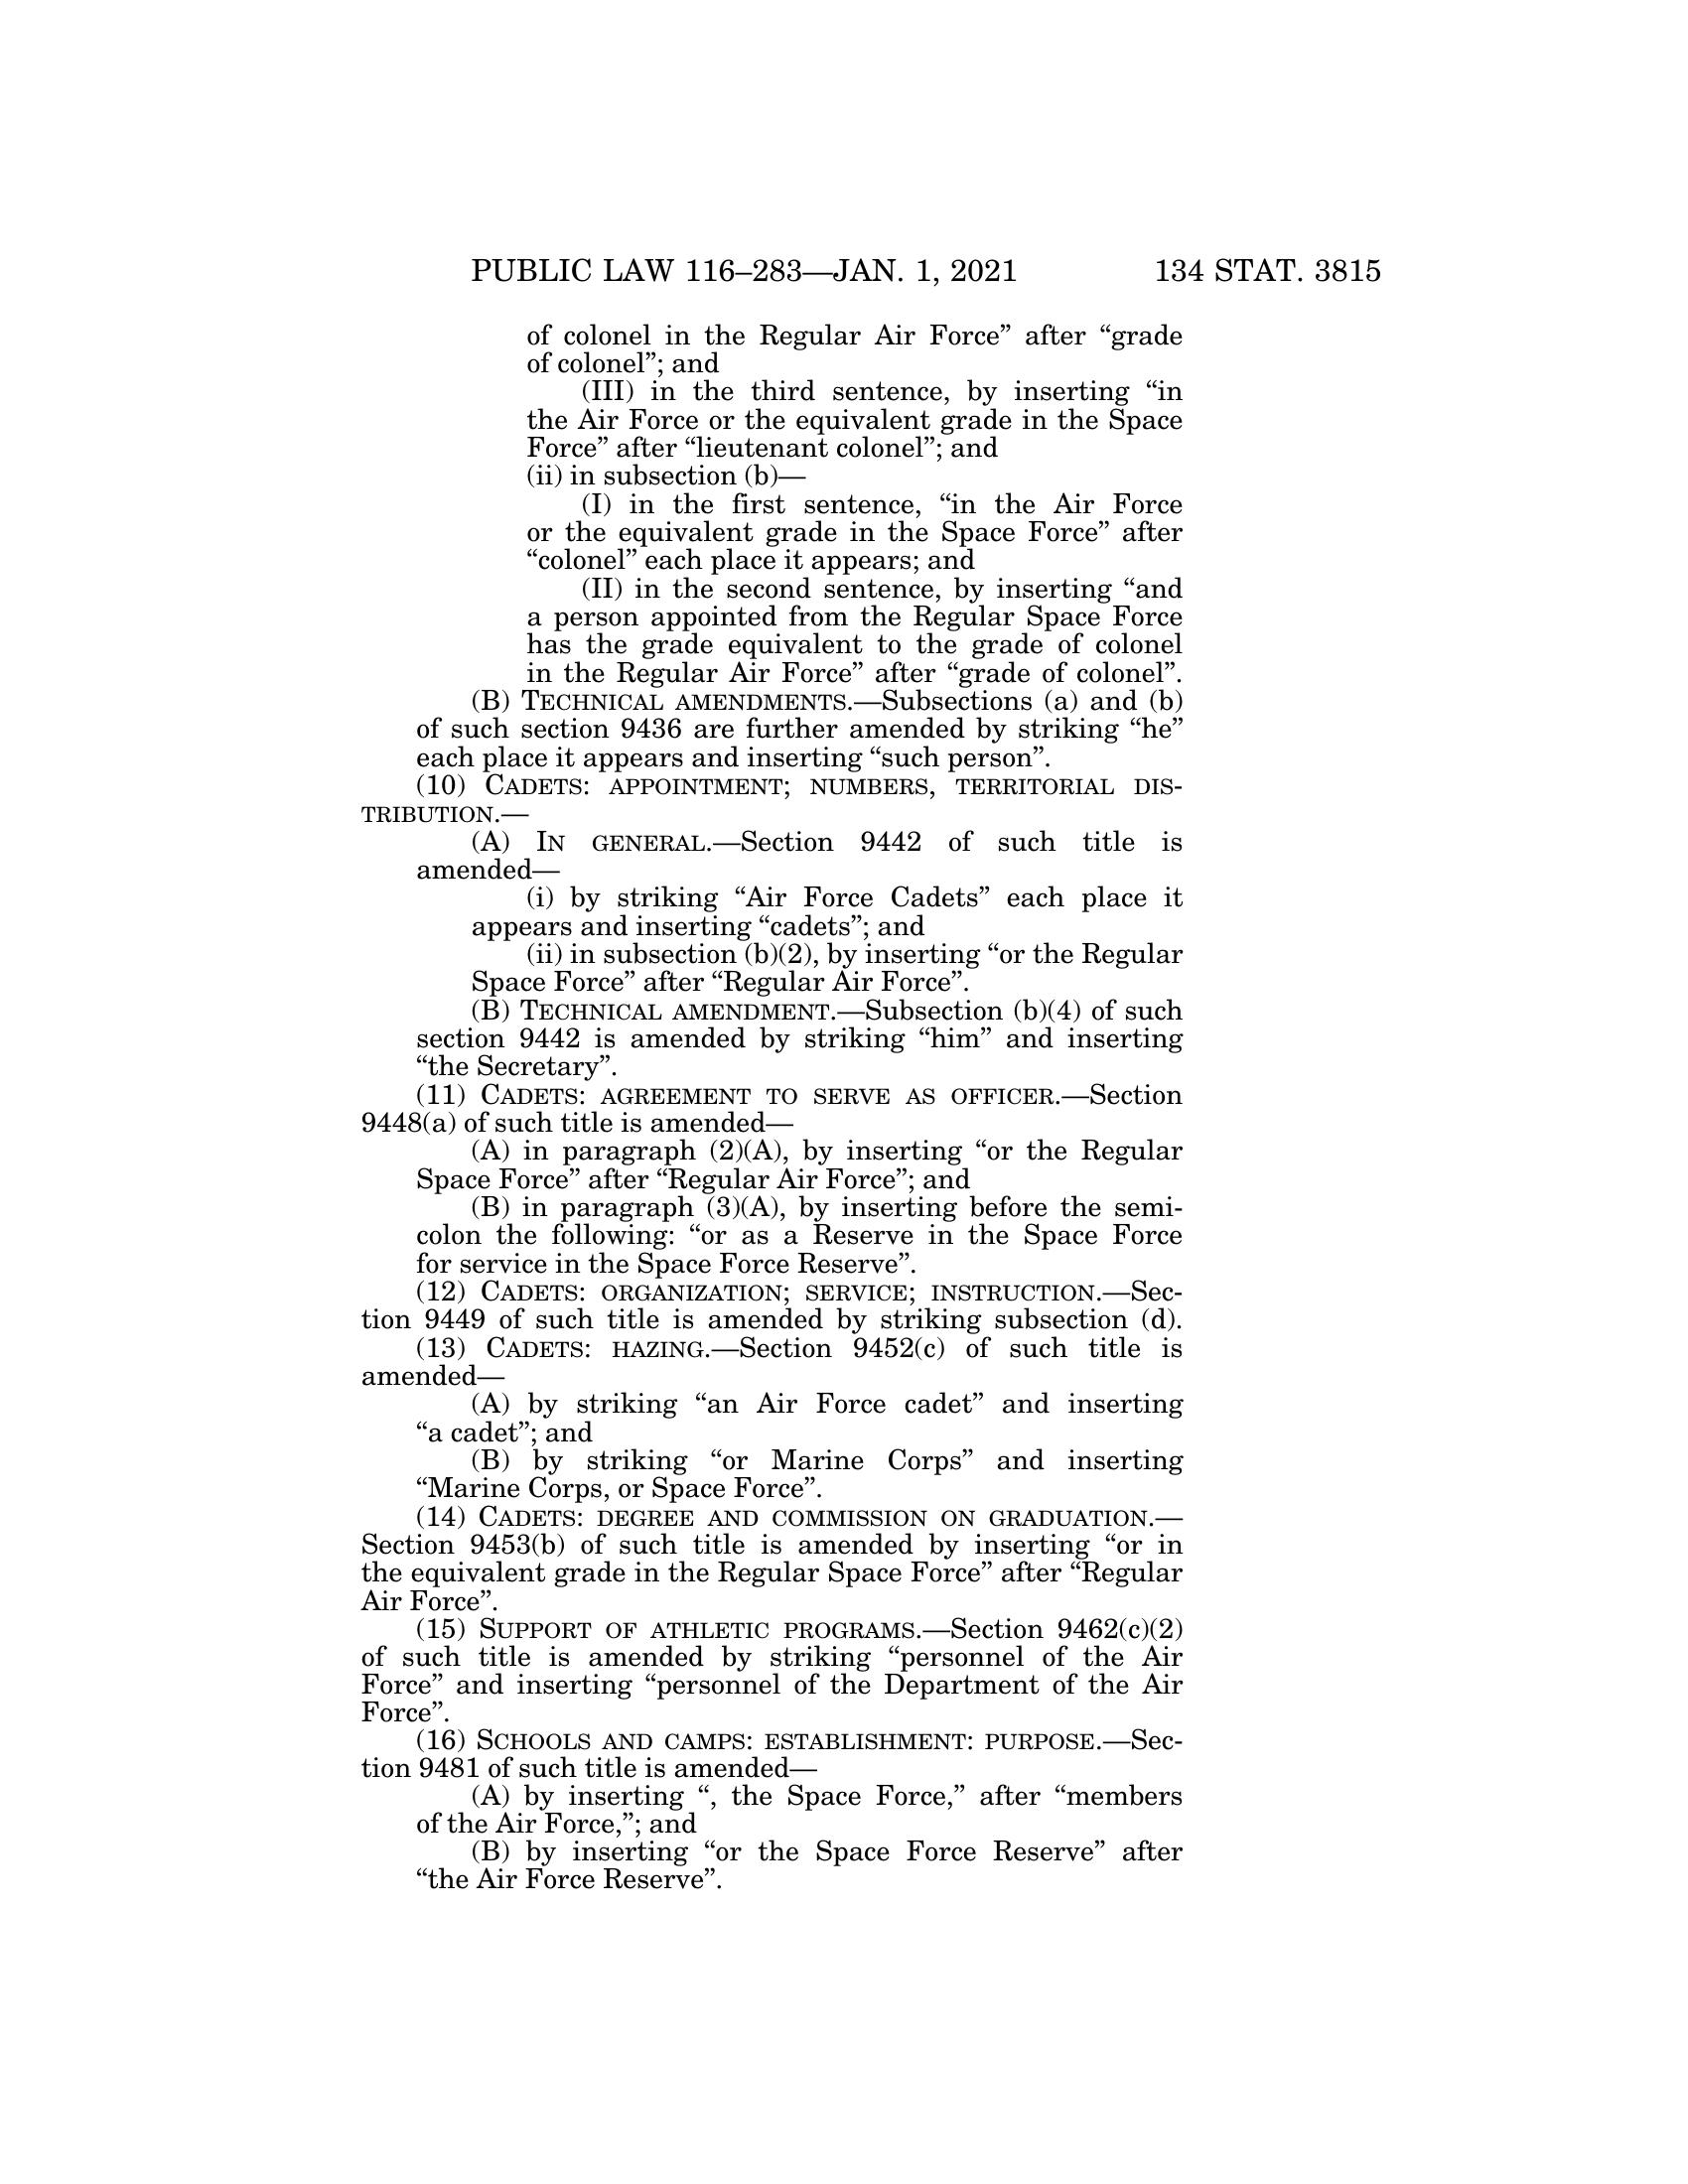 PUBLIC LAW 116–283—JAN. 1, 2021 134 STAT. 3815
of colonel in the Regular Air Force” after “grade
of colonel”; and
(III) in the third sentence, by inserting “in
the Air Force or the equivalent grade in the Space
Force” after “lieutenant colonel”; and
(ii) in subsection (b)—
(I) in the first sentence, “in the Air Force
or the equivalent grade in the Space Force” after
“colonel” each place it appears; and
(II) in the second sentence, by inserting “and
a person appointed from the Regular Space Force
has the grade equivalent to the grade of colonel
in the Regular Air Force” after “grade of colonel”.
(B) TECHNICAL AMENDMENTS.—Subsections (a) and (b)
of such section 9436 are further amended by striking “he”
each place it appears and inserting “such person”.
(10) CADETS: APPOINTMENT; NUMBERS, TERRITORIAL DIS-
TRIBUTION.—
(A) IN GENERAL.—Section 9442 of such title is
amended—
(i) by striking “Air Force Cadets” each place it
appears and inserting “cadets”; and
(ii) in subsection (b)(2), by inserting “or the Regular
Space Force” after “Regular Air Force”.
(B) TECHNICAL AMENDMENT.—Subsection (b)(4) of such
section 9442 is amended by striking “him” and inserting
“the Secretary”.
(11) CADETS: AGREEMENT TO SERVE AS OFFICER.—Section
9448(a) of such title is amended—
(A) in paragraph (2)(A), by inserting “or the Regular
Space Force” after “Regular Air Force”; and
(B) in paragraph (3)(A), by inserting before the semi-
colon the following: “or as a Reserve in the Space Force
for service in the Space Force Reserve”.
(12) CADETS: ORGANIZATION; SERVICE; INSTRUCTION.—Sec-
tion 9449 of such title is amended by striking subsection (d).
(13) CADETS: HAZING.—Section 9452(c) of such title is
amended—
(A) by striking “an Air Force cadet” and inserting
“a cadet”; and
(B) by striking “or Marine Corps” and inserting
“Marine Corps, or Space Force”.
(14) CADETS: DEGREE AND COMMISSION ON GRADUATION.—
Section 9453(b) of such title is amended by inserting “or in
the equivalent grade in the Regular Space Force” after “Regular
Air Force”.
(15) SUPPORT OF ATHLETIC PROGRAMS.—Section 9462(c)(2)
of such title is amended by striking “personnel of the Air
Force” and inserting “personnel of the Department of the Air
Force”.
(16) SCHOOLS AND CAMPS: ESTABLISHMENT: PURPOSE.—Sec-
tion 9481 of such title is amended—
(A) by inserting “, the Space Force,” after “members
of the Air Force,”; and
(B) by inserting “or the Space Force Reserve” after
“the Air Force Reserve”.